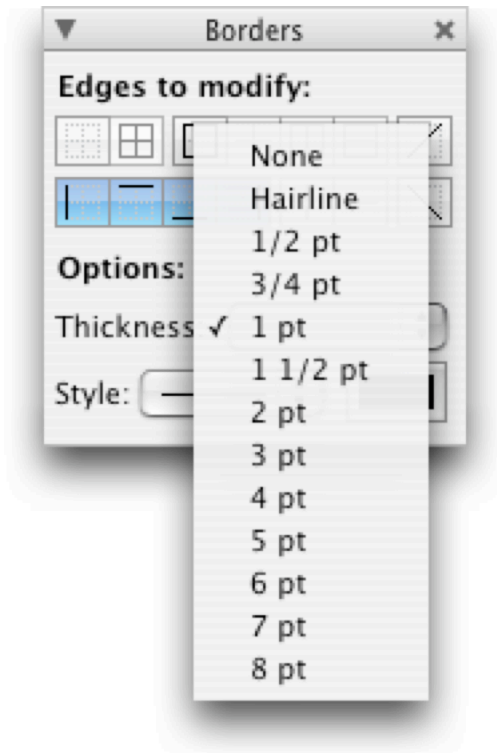 Borders
Edges to modify:
None
Hairline
1/2 pt
3/4 pt
Options:
Thickness ✓ 1 pt
1 1/2 pt
Style:
2 pt
3 pt
4 pt
5 pt
6 pt
7 pt
8 pt